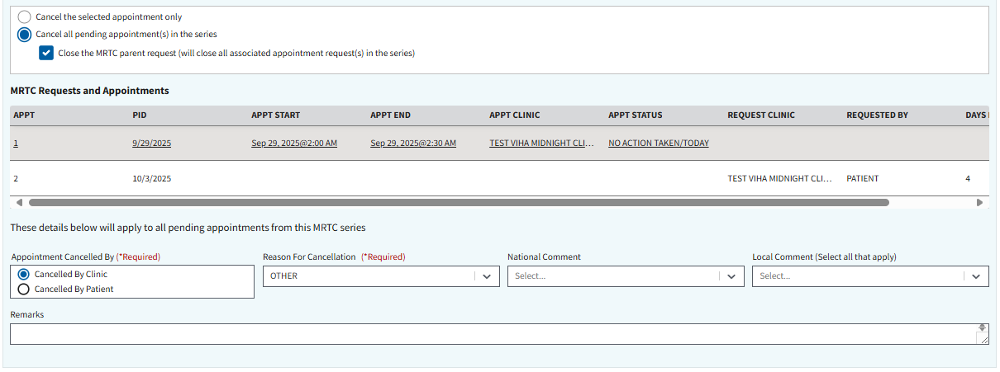 Cancel the selected appointment only
Cancel all pending appointment(s) in the series
Close the MRTC parent request (will close all associated appointment request(s) in the series)
MRTC Requests and Appointments
APPT PID APPT START APPT END APPT CLINIC APPT STATUS REQUEST CLINIC REQUESTED BY DAYS
1 9/29/2025 Sep 29, 2025@2:00 AM Sep 29, 2025@2:30 AM TEST VIHA MIDNIGHT CLI... NO ACTION TAKEN/TODAY
2 10/3/2025 TEST VIHA MIDNIGHT CLI... PATIENT 4
These details below will apply to all pending appointments from this MRTC series
Appointment Cancelled By (*Required) Reason For Cancellation (*Required) National Comment Local Comment (Select all that apply)
Cancelled By Clinic OTHER Select... Select...
Cancelled By Patient
Remarks